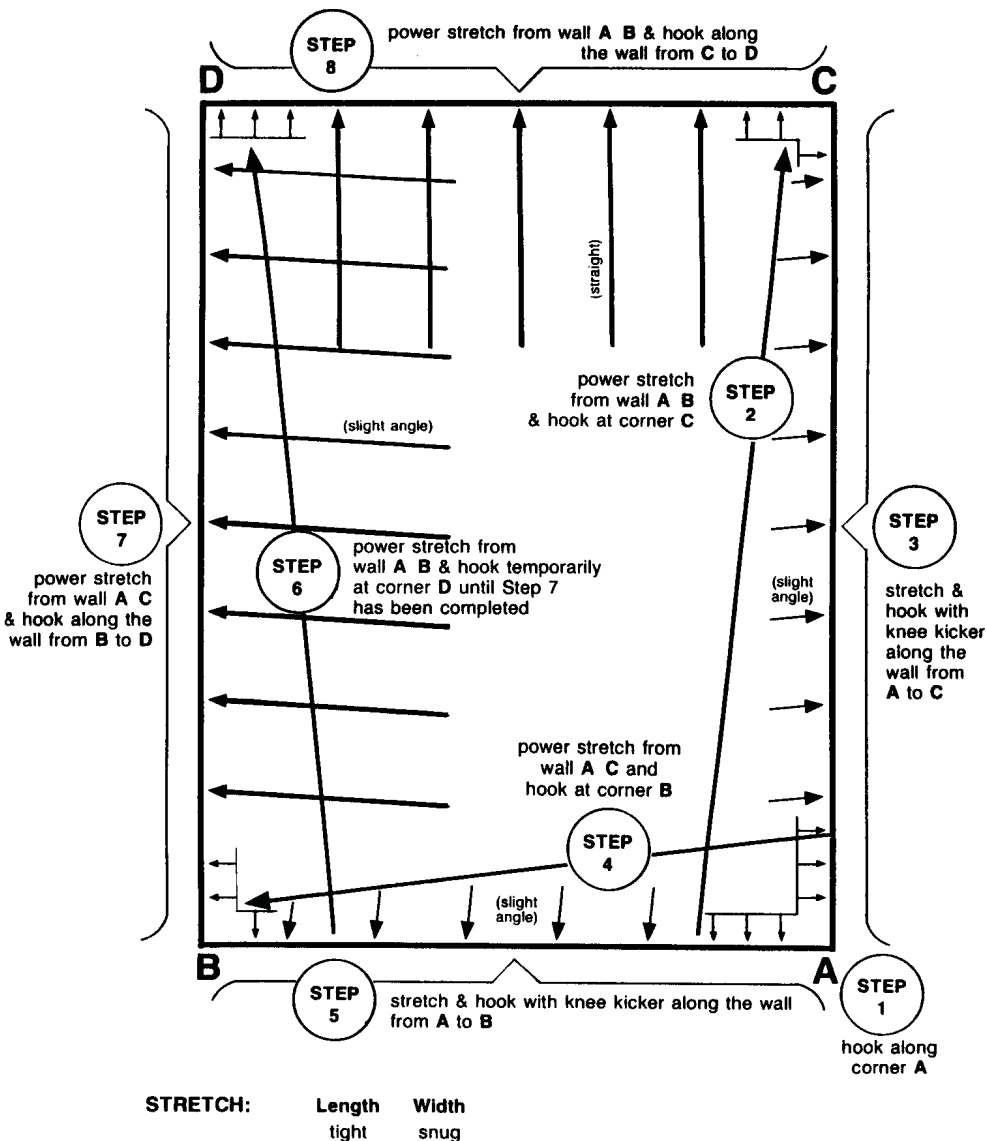 STEP
8
power stretch from wall A B & hook along
the wall from C to D
D
C
(straight)
power stretch
from wall A B
& hook at corner C
STEP
2
(slight angle)
STEP
7
power stretch
from wall A C
& hook along the
wall from B to D
STEP
6
power stretch from
wall A B & hook temporarily
at corner D until Step 7
has been completed
STEP
3
stretch &
hook with
knee kicker
along the
wall from
A to C
(slight
angle)
power stretch from
wall A C and
hook at corner B
STEP
4
(slight
angle)
B
A
STEP
5
stretch & hook with knee kicker along the wall
from A to B
STEP
1
hook along
corner A
STRETCH: Length Width
tight snug